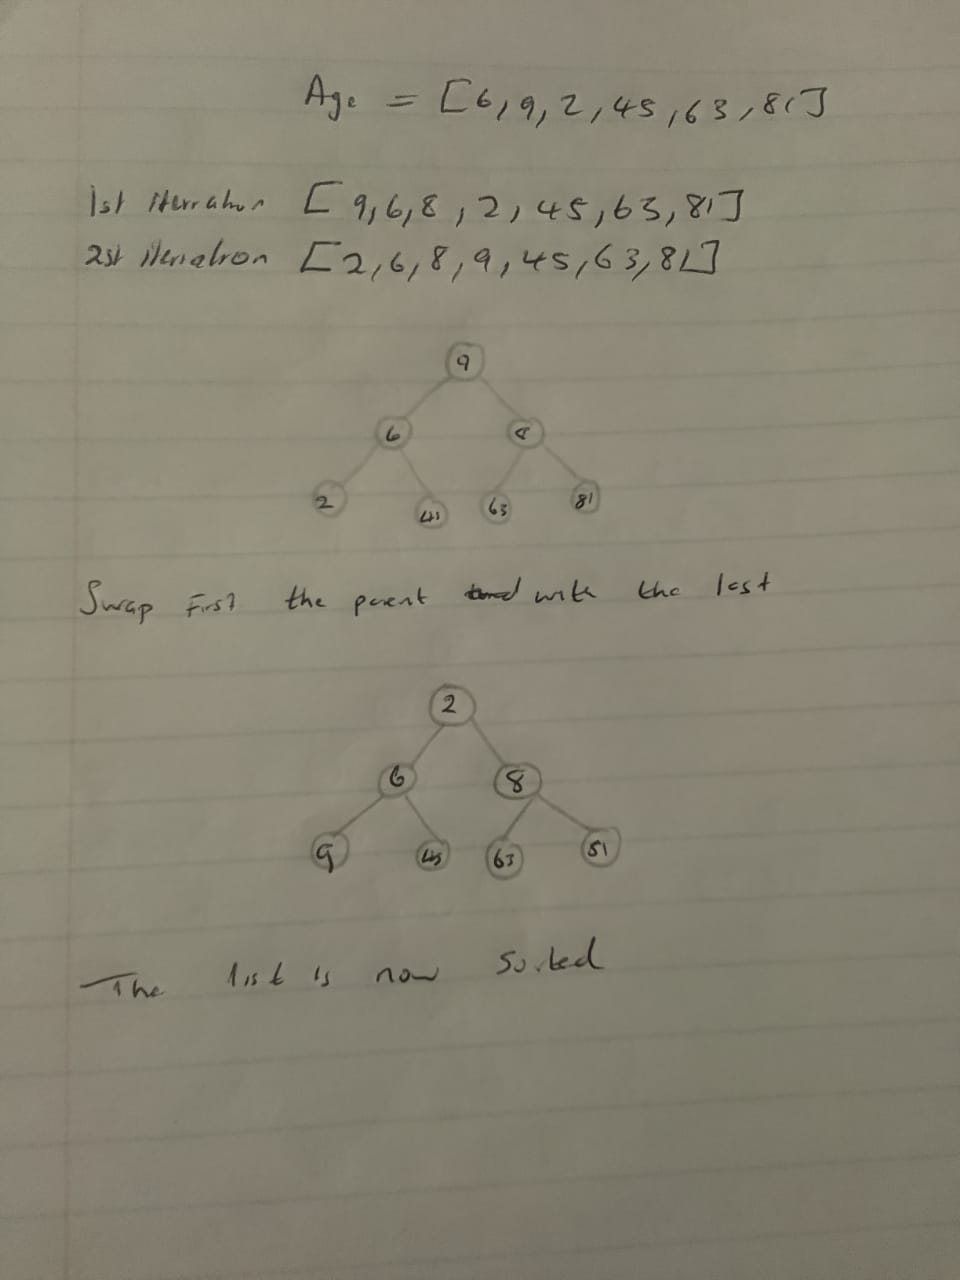 Age = [6,9,2,45,63,81]
1st iterration [9,6,8,2,45,63,81]
2st iteration [2,6,8,9,45,63,81]
9
6 8
2 45 63 81
Swap First the parent with the last
2
6 8
9 45 63 81
The list is now Sorted